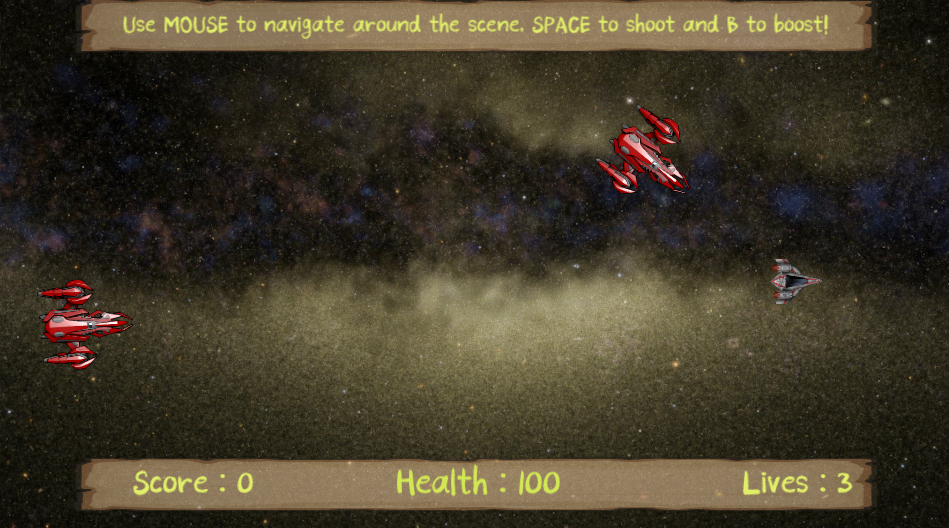 Use MOUSE to navigate around the scene. SPACE to shoot and B to boost!
Score : 0 Health : 100 Lives : 3